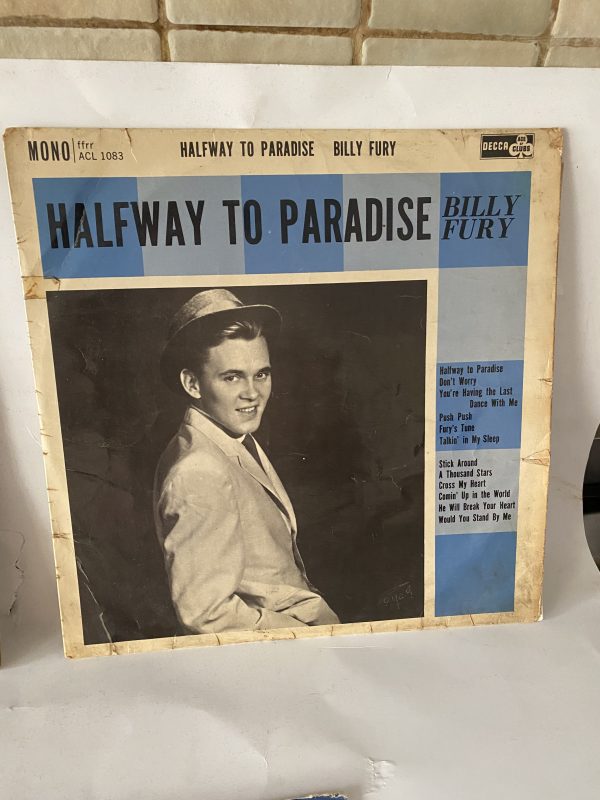 MONO ffrr
ACL 1083
HALFWAY TO PARADISE BILLY FURY
DECCA ACE OF CLUBS
HALFWAY TO PARADISE BILLY FURY
Halfway to Paradise
Don't Worry
You're Having the Last
Dance With Me
Push Push
Fury's Tune
Talkin' in My Sleep
Stick Around
A Thousand Stars
Cross My Heart
Comin' Up in the World
He Will Break Your Heart
Would You Stand By Me